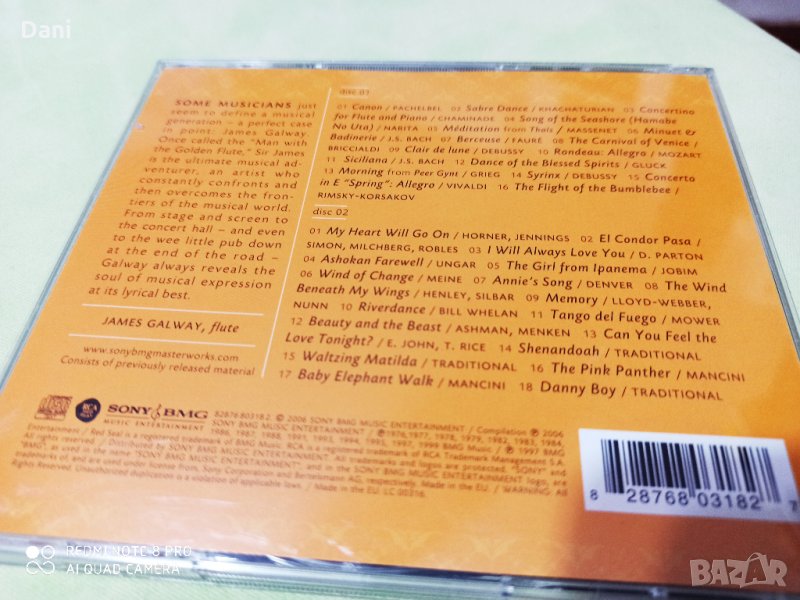 Dani
SOME MUSICIANS just
seem to define a musical
generation – a perfect case
in point: James Galway.
Once called the "Man with
the Golden Flute," Sir James
is the ultimate musical ad-
venturer, an artist who
constantly confronts and
then overcomes the fron-
tiers of the musical world.
From stage and screen to
the concert hall – and even
to the wee little pub down
at the end of the road –
Galway always reveals the
soul of musical expression
at its lyrical best.
JAMES GALWAY, flute
www.sonybmgmasterworks.com
Consists of previously released material
disc 01
01 Canon / PACHELBEL 02 Sabre Dance / KHACHATURIAN 03 Concertino
for Flute and Piano / CHAMINADE 04 Song of the Seashore (Hamabe
No Uta) / NARITA 05 Méditation from Thaïs / MASSENET 06 Minuet &
Badinerie / J.S. BACH 07 Berceuse / FAURÉ 08 The Carnival of Venice /
BRICCIALDI 09 Clair de lune / DEBUSSY 10 Rondeau: Allegro / MOZART
11 Siciliana / J.S. BACH 12 Dance of the Blessed Spirits / GLUCK
13 Morning from Peer Gynt / GRIEG 14 Syrinx / DEBUSSY 15 Concerto
in E "Spring": Allegro / VIVALDI 16 The Flight of the Bumblebee /
RIMSKY-KORSAKOV
disc 02
01 My Heart Will Go On / HORNER, JENNINGS 02 El Condor Pasa /
SIMON, MILCHBERG, ROBLES 03 I Will Always Love You / D. PARTON
04 Ashokan Farewell / UNGAR 05 The Girl from Ipanema / JOBIM
06 Wind of Change / MEINE 07 Annie's Song / DENVER 08 The Wind
Beneath My Wings / HENLEY, SILBAR 09 Memory / LLOYD-WEBBER,
NUNN 10 Riverdance / BILL WHELAN 11 Tango del Fuego / MOWER
12 Beauty and the Beast / ASHMAN, MENKEN 13 Can You Feel the
Love Tonight? / E. JOHN, T. RICE 14 Shenandoah / TRADITIONAL
15 Waltzing Matilda / TRADITIONAL 16 The Pink Panther / MANCINI
17 Baby Elephant Walk / MANCINI 18 Danny Boy / TRADITIONAL
RCA
SONY BMG
MUSIC ENTERTAINMENT
82876803182. © 2006 SONY BMG MUSIC ENTERTAINMENT / Compilation ℗ 2006
SONY BMG MUSIC ENTERTAINMENT
8 28768 03182 7
REDMI NOTE 8 PRO
AI QUAD CAMERA
BAZAR